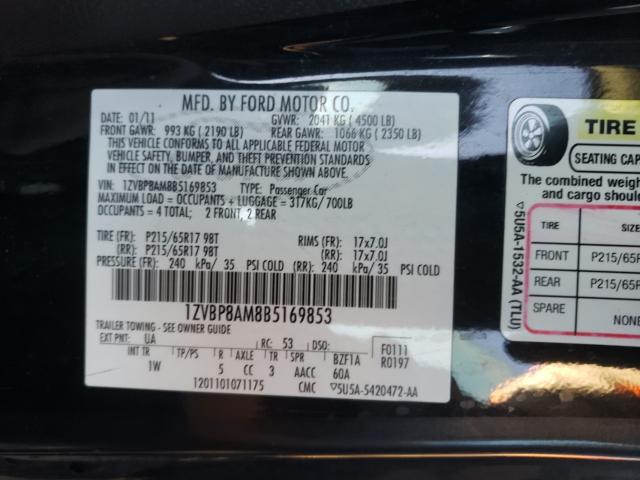 MFD. BY FORD MOTOR CO.
DATE: 01/11 GVWR: 2041 KG ( 4500 LB)
FRONT GAWR: 993 KG ( 2190 LB) REAR GAWR: 1066 KG ( 2350 LB)
THIS VEHICLE CONFORMS TO ALL APPLICABLE FEDERAL MOTOR
VEHICLE SAFETY, BUMPER, AND THEFT PREVENTION STANDARDS
IN EFFECT ON THE DATE OF MANUFACTURE SHOWN ABOVE.
VIN: 1ZVBP8AM8B5169853 TYPE: Passenger Car
MAXIMUM LOAD = OCCUPANTS + LUGGAGE = 317KG/700LB
OCCUPANTS = 4 TOTAL; 2 FRONT, 2 REAR
TIRE (FR): P215/65R17 98T RIMS (FR): 17x7.0J
(RR): P215/65R17 98T (RR): 17x7.0J
PRESSURE (FR): 240 kPa/ 35 PSI COLD (RR): 240 kPa/ 35 PSI COLD
1ZVBP8AM8B5169853
TRAILER TOWING - SEE OWNER GUIDE
EXT PNT: UA RC: 53 DSO: F0111
R0197
INT TR TP/PS R AXLE TR SPR BZF1A
1W 5 CC 3 AACC 60A
1201101071175 CMC ▽5U5A-5420472-AA
TIRE
SEATING CAP
The combined weigh
and cargo shoul
TIRE SIZE
FRONT P215/65R
REAR P215/65R
SPARE NONE
▽5U5A-1532-AA (TLU)